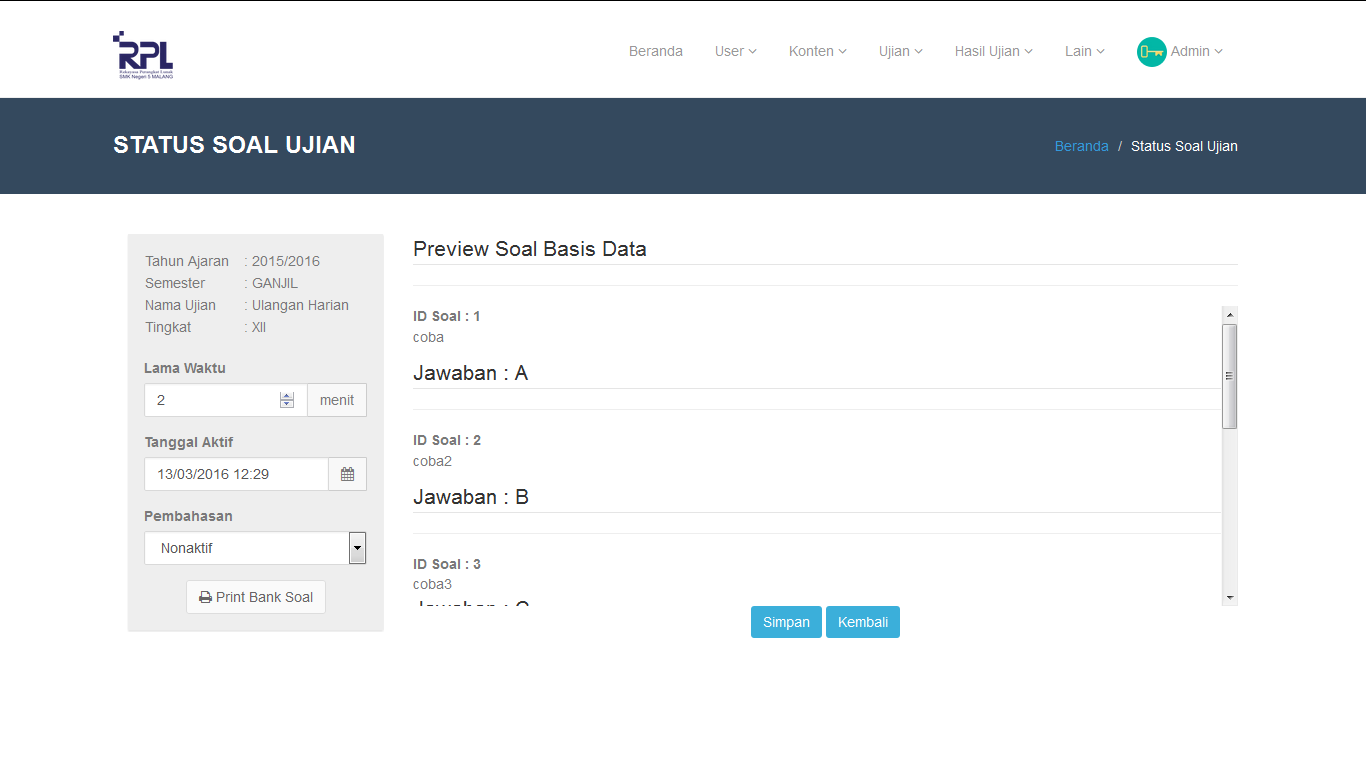 RPL
Rekayasa Perangkat Lunak
SMK Negeri 5 MALANG
Beranda User Konten Ujian Hasil Ujian Lain Admin
STATUS SOAL UJIAN
Beranda / Status Soal Ujian
Tahun Ajaran : 2015/2016
Semester : GANJIL
Nama Ujian : Ulangan Harian
Tingkat : XII
Lama Waktu
2 menit
Tanggal Aktif
13/03/2016 12:29
Pembahasan
Nonaktif
Print Bank Soal
Preview Soal Basis Data
ID Soal : 1
coba
Jawaban : A
ID Soal : 2
coba2
Jawaban : B
ID Soal : 3
coba3
Jawaban : C
Simpan Kembali